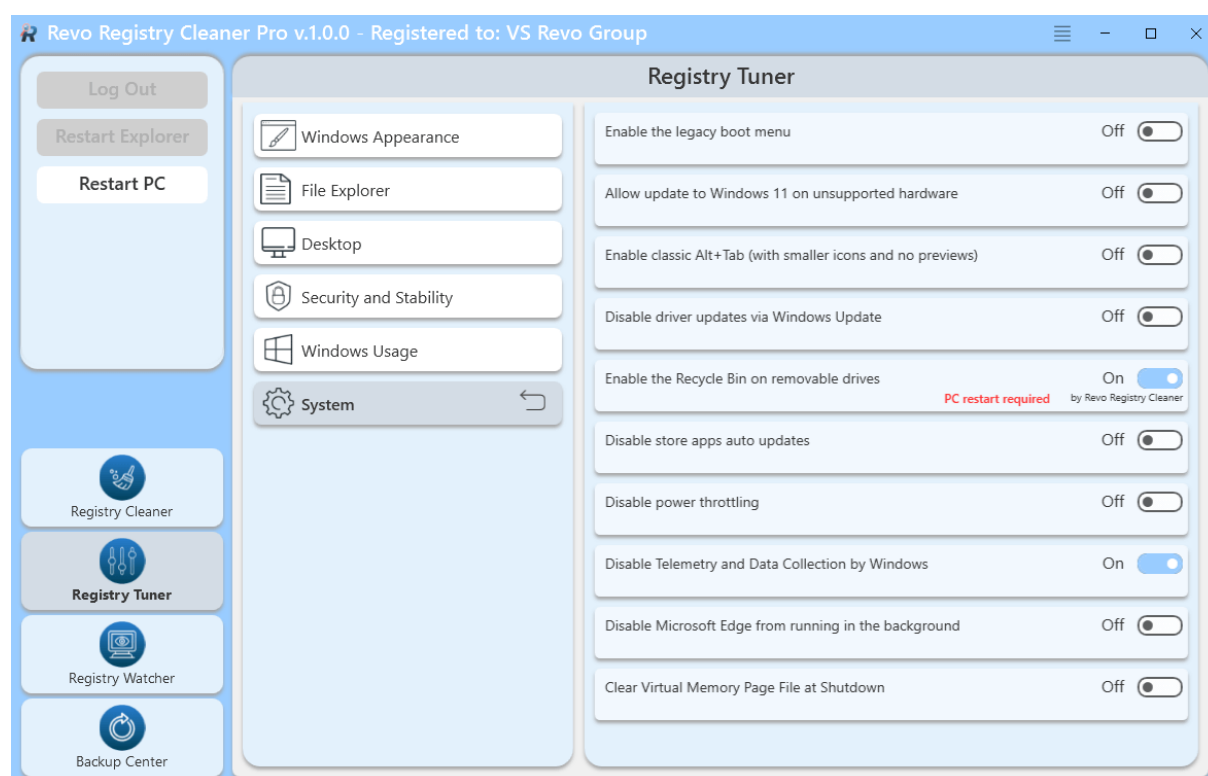 Revo Registry Cleaner Pro v.1.0.0 - Registered to: VS Revo Group
Log Out
Restart Explorer
Restart PC
Registry Cleaner
Registry Tuner
Registry Watcher
Backup Center
Registry Tuner
Windows Appearance
File Explorer
Desktop
Security and Stability
Windows Usage
System
Enable the legacy boot menu Off
Allow update to Windows 11 on unsupported hardware Off
Enable classic Alt+Tab (with smaller icons and no previews) Off
Disable driver updates via Windows Update Off
Enable the Recycle Bin on removable drives On
PC restart required by Revo Registry Cleaner
Disable store apps auto updates Off
Disable power throttling Off
Disable Telemetry and Data Collection by Windows On
Disable Microsoft Edge from running in the background Off
Clear Virtual Memory Page File at Shutdown Off